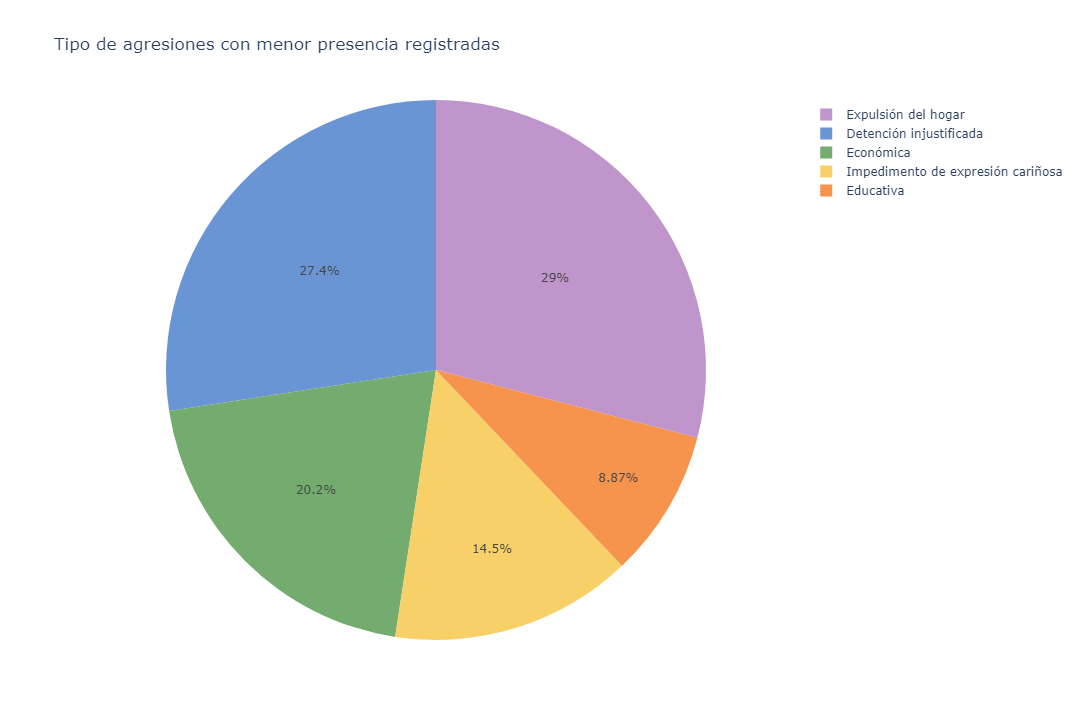 Tipo de agresiones con menor presencia registradas
Expulsión del hogar
Detención injustificada
Económica
Impedimento de expresión cariñosa
Educativa
27.4%
29%
8.87%
20.2%
14.5%